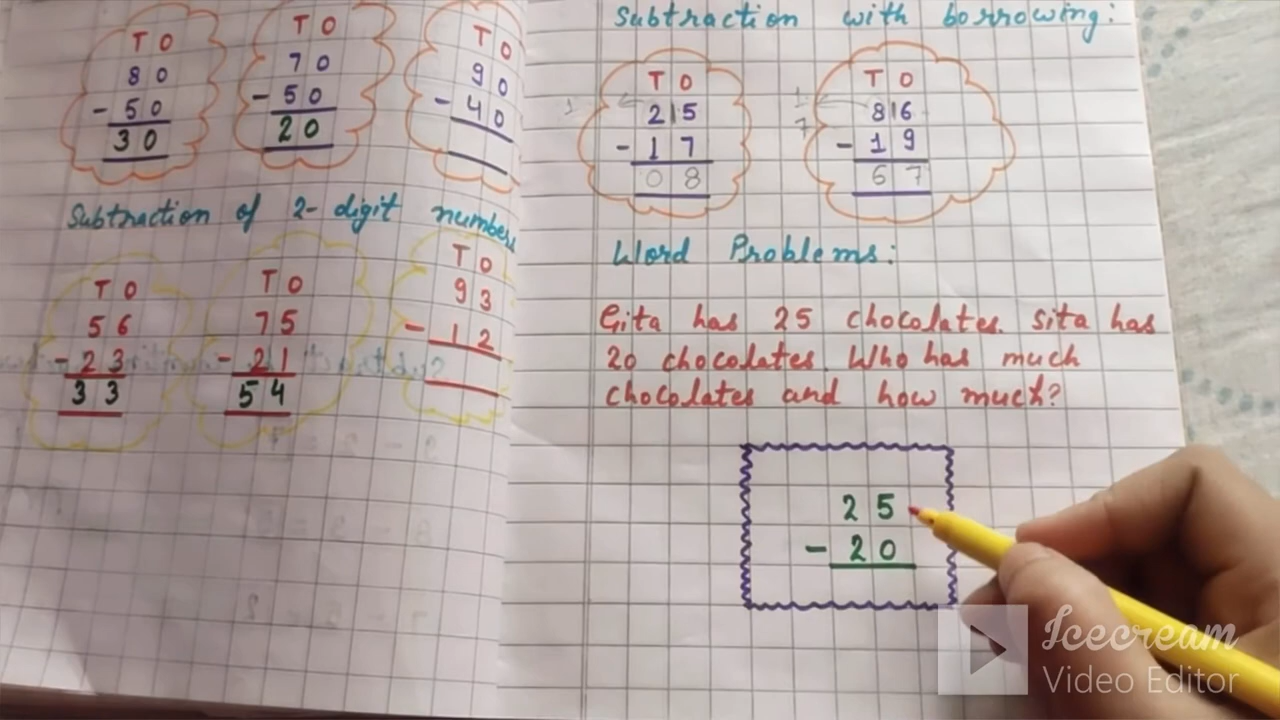 T O
8 0
- 5 0
3 0
T O
7 0
- 5 0
2 0
T O
9 0
- 4 0
Subtraction of 2-digit numbers
T O
5 6
- 2 3
3 3
T O
7 5
- 2 1
5 4
T O
9 3
- 1 2
Subtraction with borrowing:
T O
1
2 15
- 1 7
0 8
T O
1
7
8 16
- 1 9
6 7
Word Problems:
Gita has 25 chocolates. Sita has
20 chocolates. Who has much
chocolates and how much?
2 5
- 2 0
Icecream
Video Editor